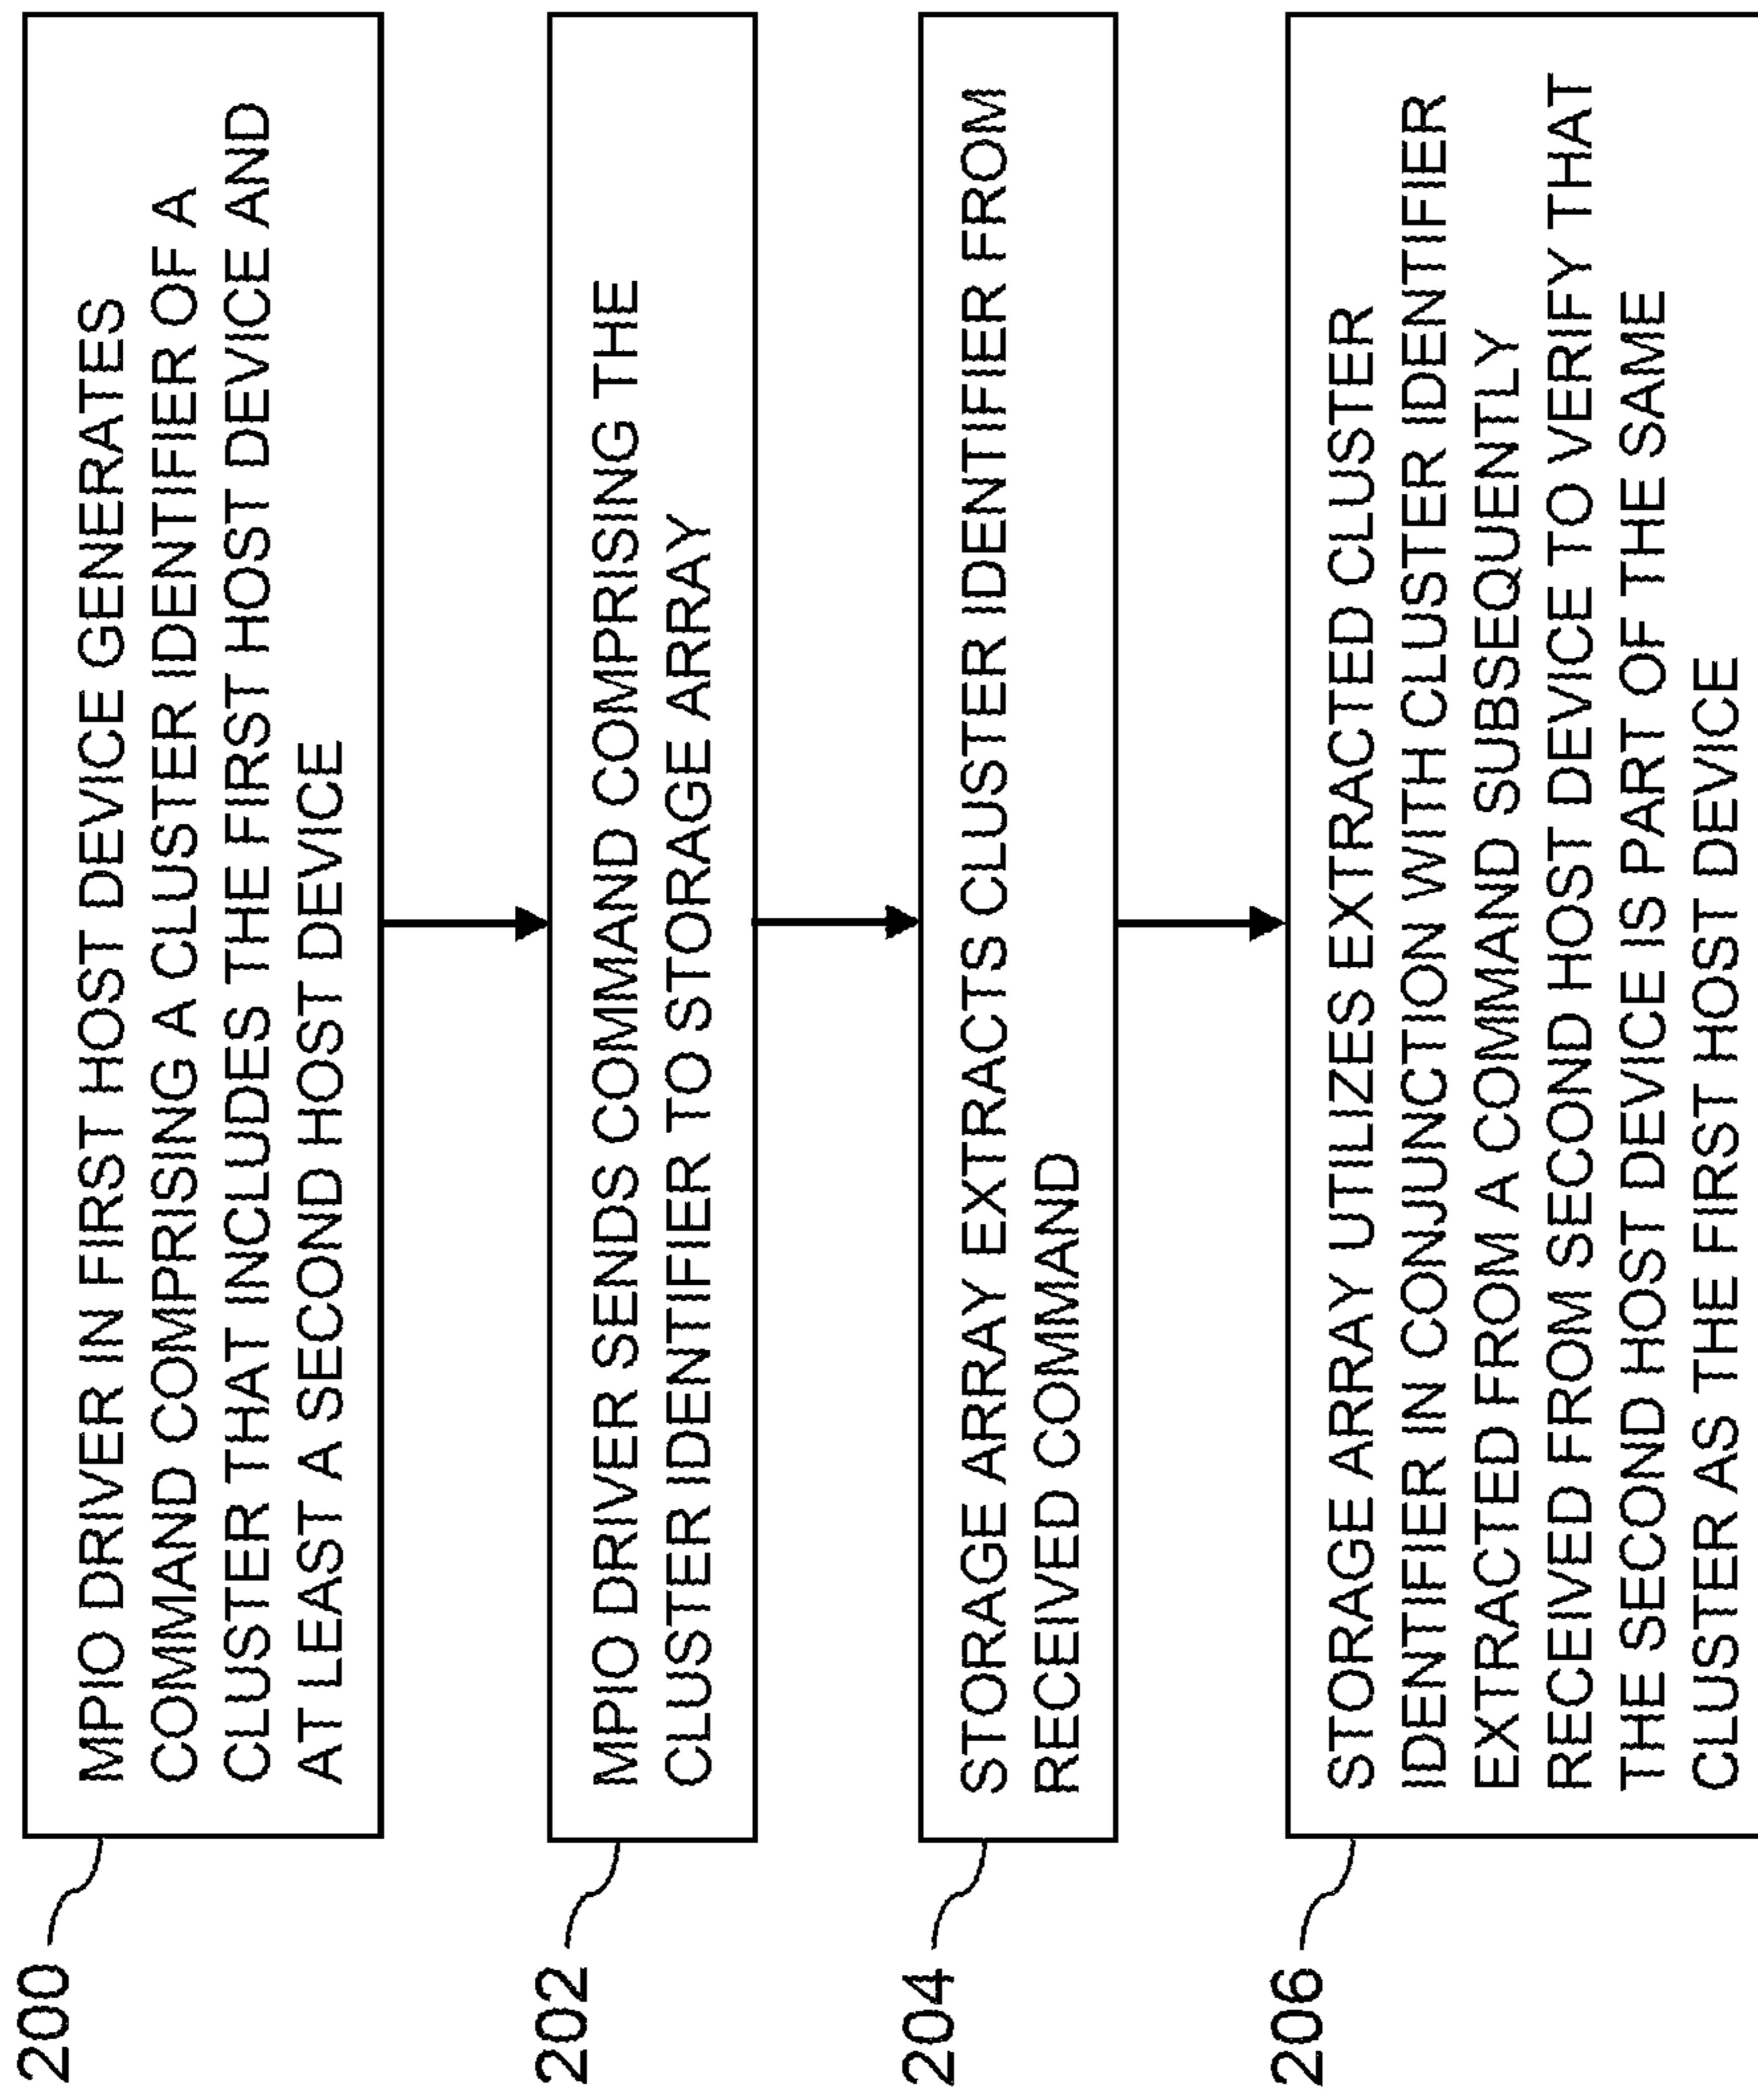 200
MPIO DRIVER IN FIRST HOST DEVICE GENERATES
COMMAND COMPRISING A CLUSTER IDENTIFIER OF A
CLUSTER THAT INCLUDES THE FIRST HOST DEVICE AND
AT LEAST A SECOND HOST DEVICE
202
MPIO DRIVER SENDS COMMAND COMPRISING THE
CLUSTER IDENTIFIER TO STORAGE ARRAY
204
STORAGE ARRAY EXTRACTS CLUSTER IDENTIFIER FROM
RECEIVED COMMAND
206
STORAGE ARRAY UTILIZES EXTRACTED CLUSTER
IDENTIFIER IN CONJUNCTION WITH CLUSTER IDENTIFIER
EXTRACTED FROM A COMMAND SUBSEQUENTLY
RECEIVED FROM SECOND HOST DEVICE TO VERIFY THAT
THE SECOND HOST DEVICE IS PART OF THE SAME
CLUSTER AS THE FIRST HOST DEVICE